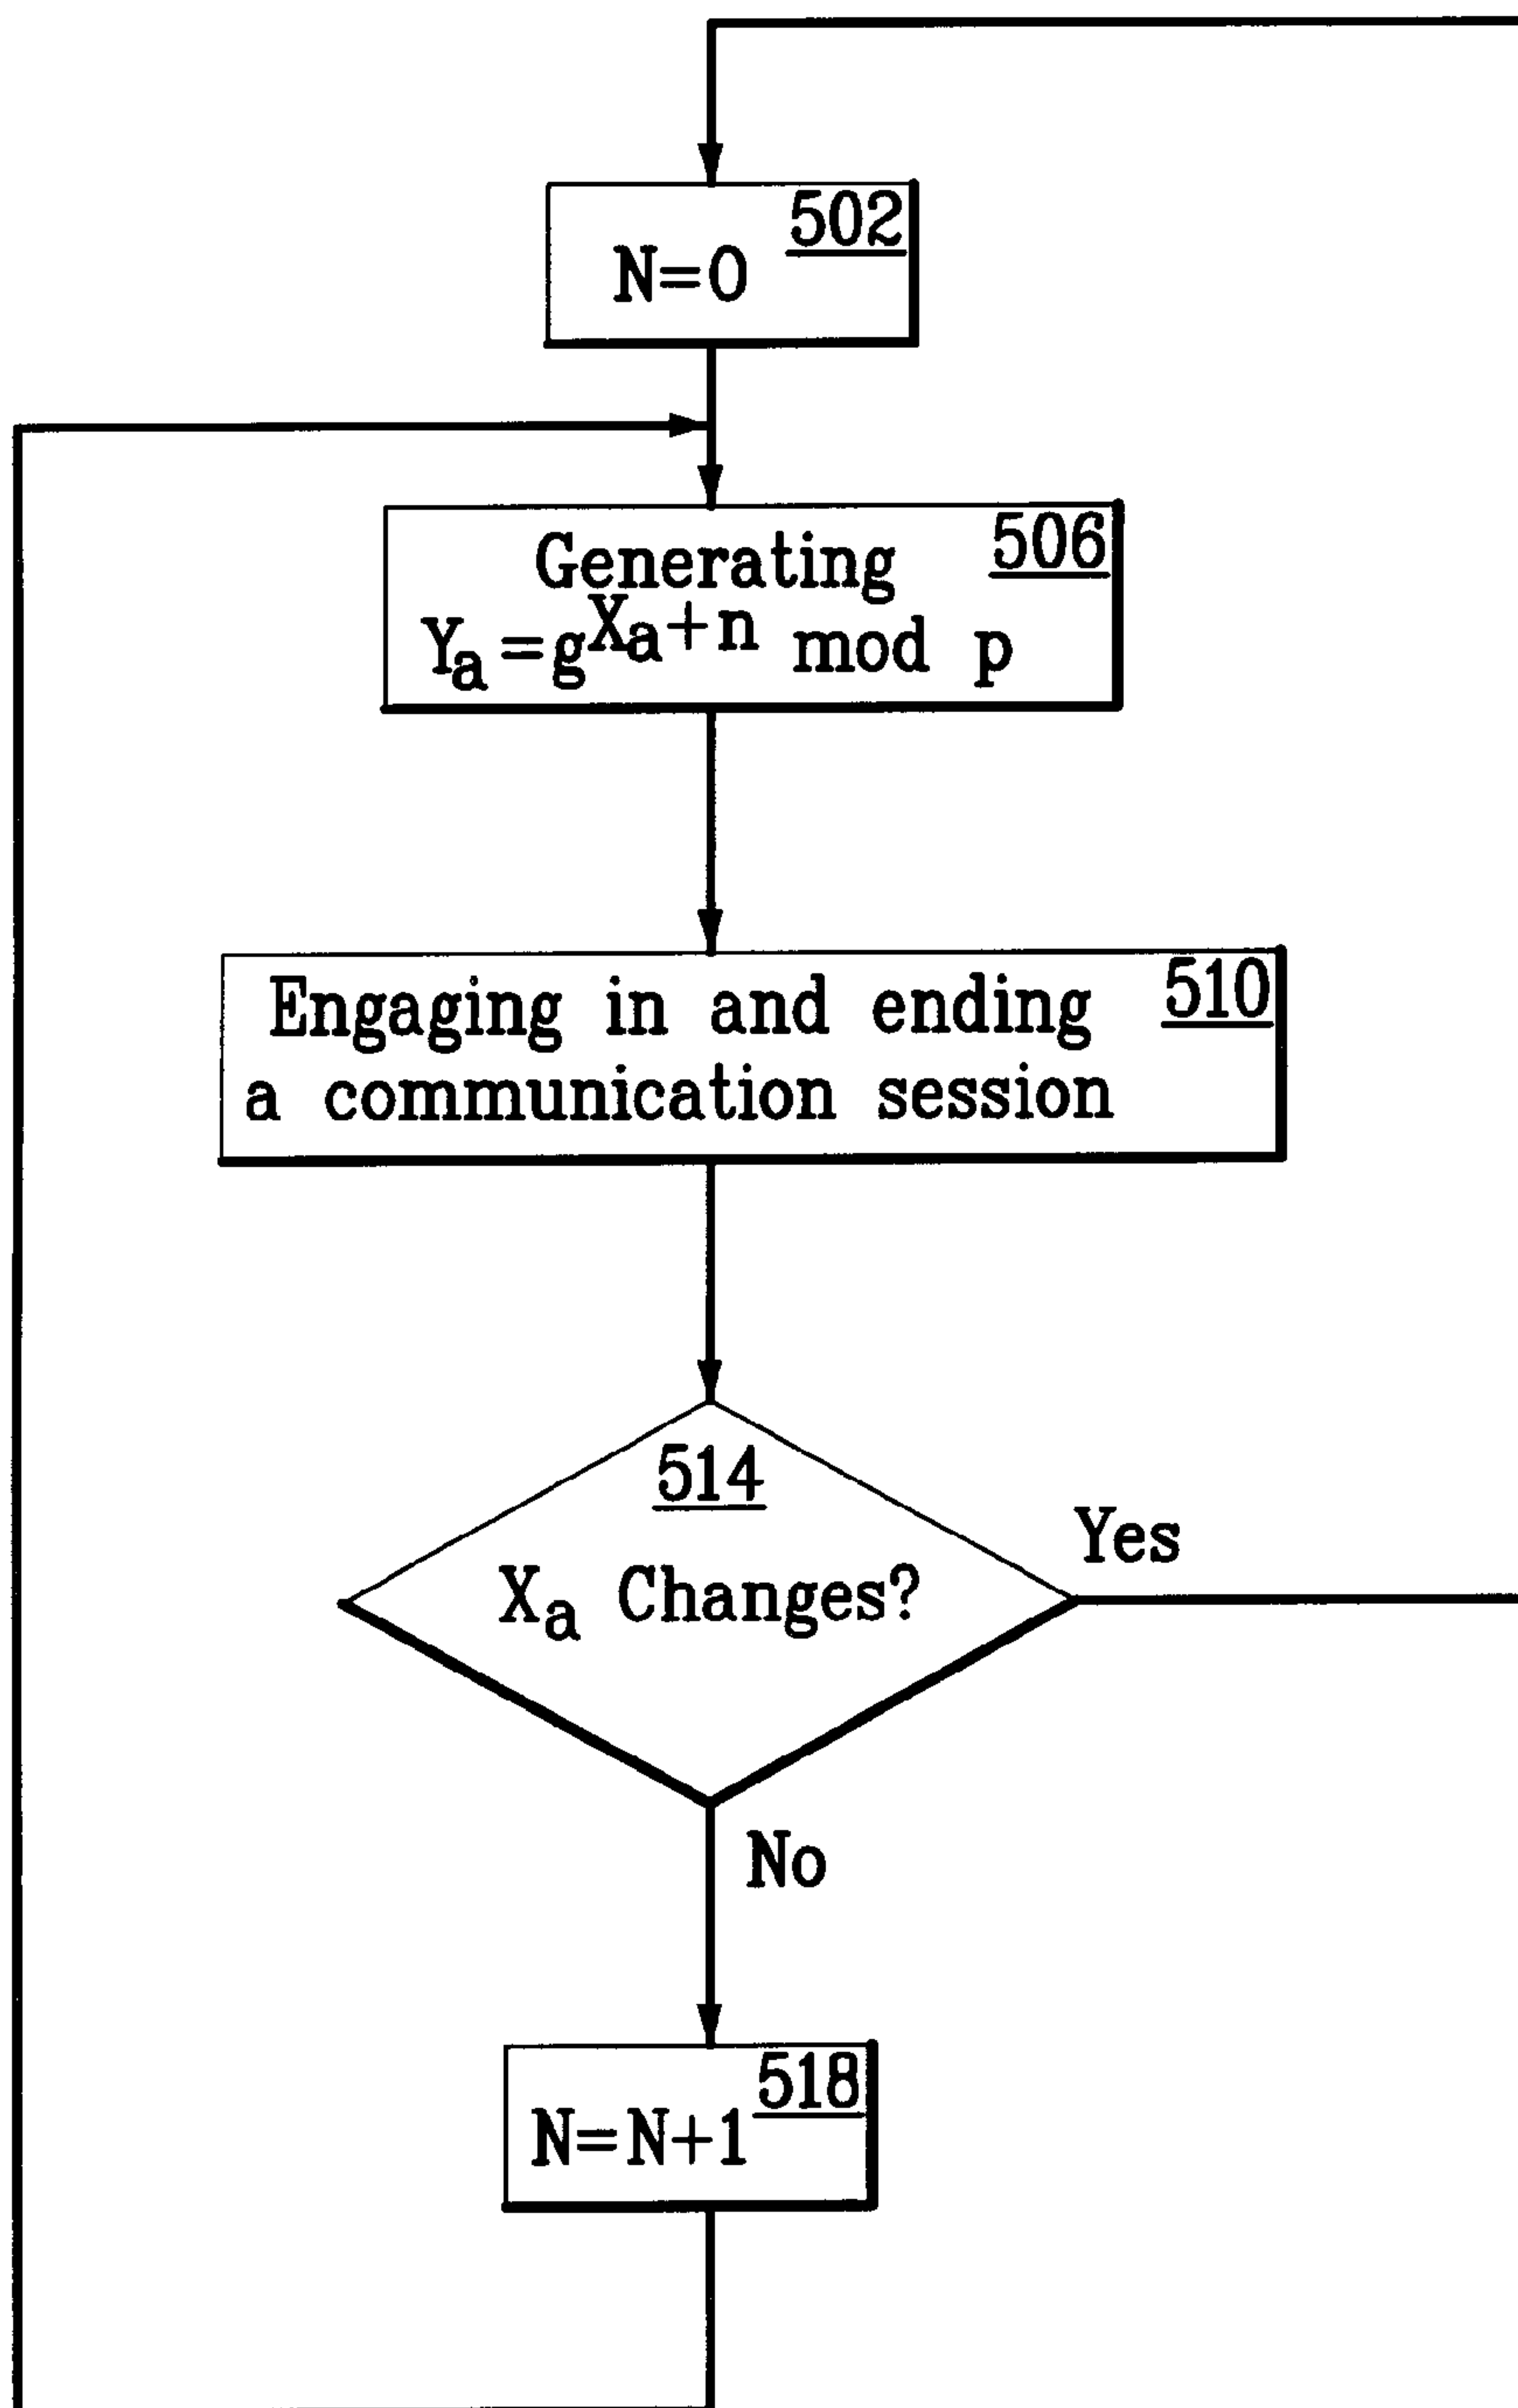 502
N=0
506
Generating
Yₐ=g^Xₐ+n mod p
510
Engaging in and ending
a communication session
514
Xₐ Changes?
Yes
No
518
N=N+1